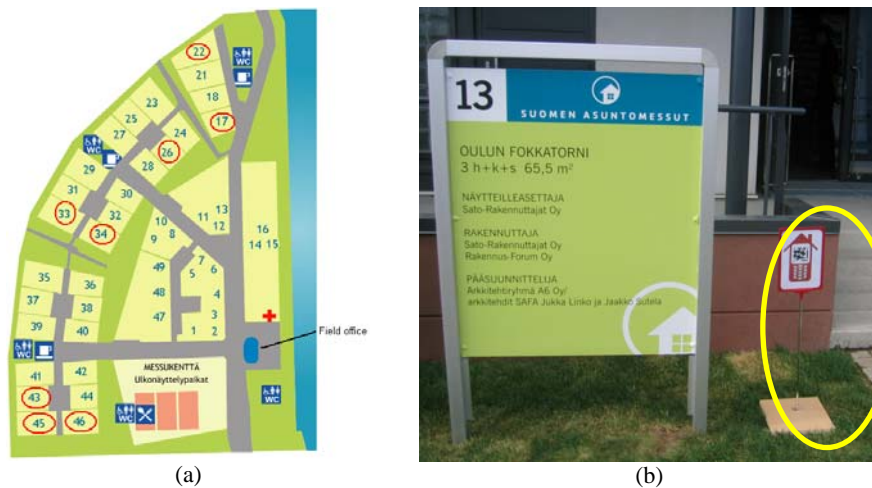 22
WC
21
18
17
23
25
27
24
26
28
WC
29
31
33
30
32
34
10
9
8
11
13
12
16
14 15
7
5
6
49
48
47
4
3
1
2
35
37
39
36
38
40
WC
Field office
MESSUKENTTÄ
Ulkonäyttelypaikat
41
43
45
42
44
46
WC
WC
(a)
13
SUOMEN ASUNTOMESSUT
OULUN FOKKATORNI
3 h+k+s 65,5 m²
NÄYTTEILLEASETTAJA
Sato-Rakennuttajat Oy
RAKENNUTTAJA
Sato-Rakennuttajat Oy
Rakennus-Forum Oy
PÄÄSUUNNITTELIJA
Arkkitehtiryhmä A6 Oy/
arkkitehdit SAFA Jukka Linko ja Jaakko Sutela
(b)